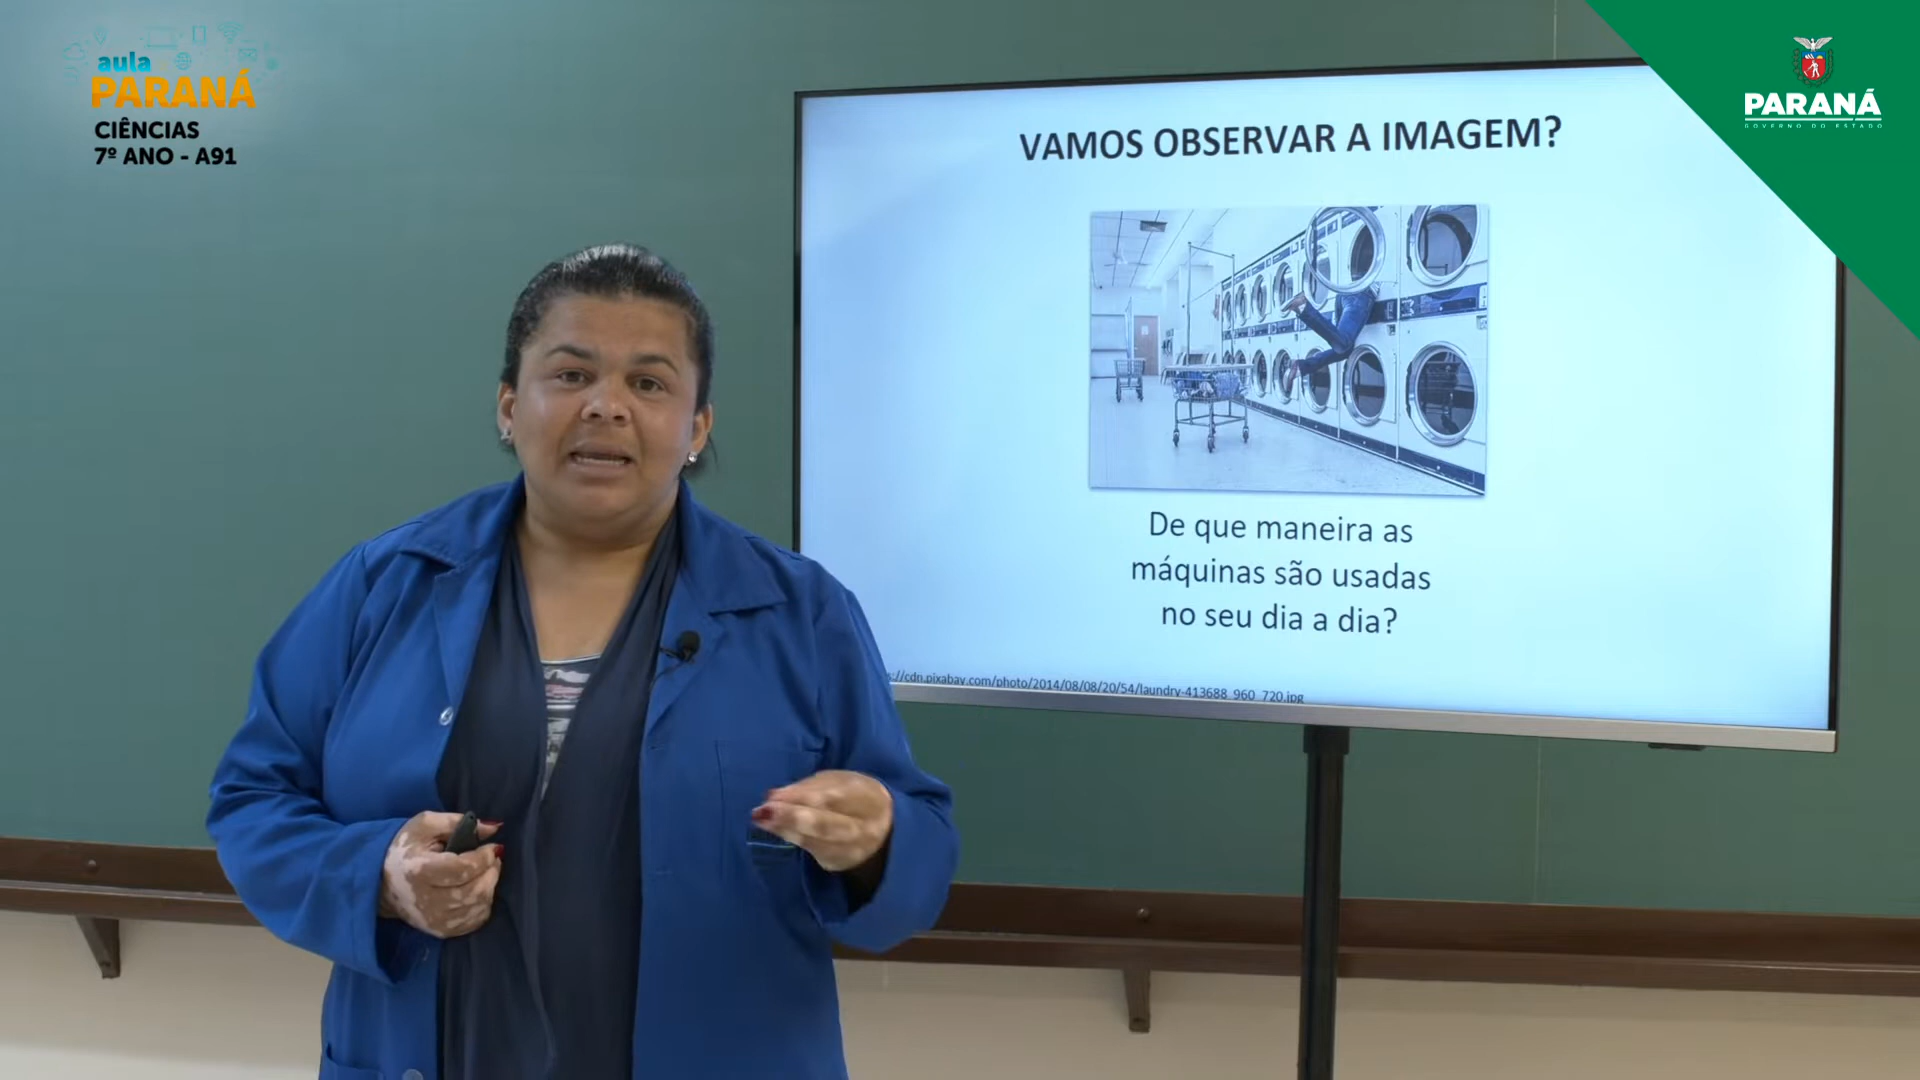 aula
PARANÁ
CIÊNCIAS
7º ANO - A91
PARANÁ
GOVERNO DO ESTADO
VAMOS OBSERVAR A IMAGEM?
De que maneira as
máquinas são usadas
no seu dia a dia?
s://cdn.pixabay.com/photo/2014/08/08/20/54/laundry-413688_960_720.jpg